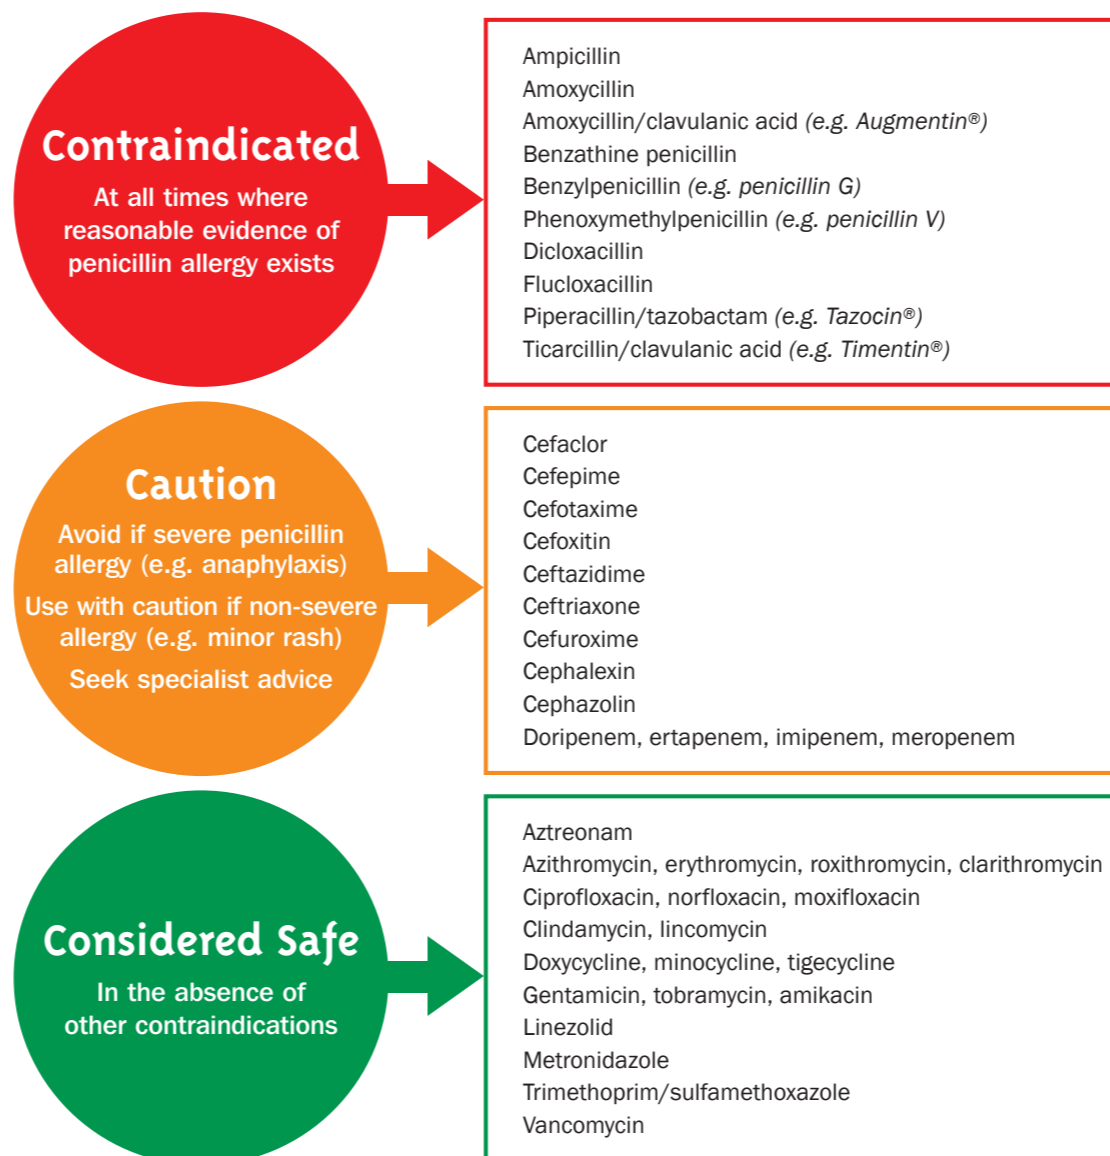 Contraindicated
At all times where
reasonable evidence of
penicillin allergy exists
Ampicillin
Amoxycillin
Amoxycillin/clavulanic acid (e.g. Augmentin®)
Benzathine penicillin
Benzylpenicillin (e.g. penicillin G)
Phenoxymethylpenicillin (e.g. penicillin V)
Dicloxacillin
Flucloxacillin
Piperacillin/tazobactam (e.g. Tazocin®)
Ticarcillin/clavulanic acid (e.g. Timentin®)
Caution
Avoid if severe penicillin
allergy (e.g. anaphylaxis)
Use with caution if non-severe
allergy (e.g. minor rash)
Seek specialist advice
Cefaclor
Cefepime
Cefotaxime
Cefoxitin
Ceftazidime
Ceftriaxone
Cefuroxime
Cephalexin
Cephazolin
Doripenem, ertapenem, imipenem, meropenem
Considered Safe
In the absence of
other contraindications
Aztreonam
Azithromycin, erythromycin, roxithromycin, clarithromycin
Ciprofloxacin, norfloxacin, moxifloxacin
Clindamycin, lincomycin
Doxycycline, minocycline, tigecycline
Gentamicin, tobramycin, amikacin
Linezolid
Metronidazole
Trimethoprim/sulfamethoxazole
Vancomycin